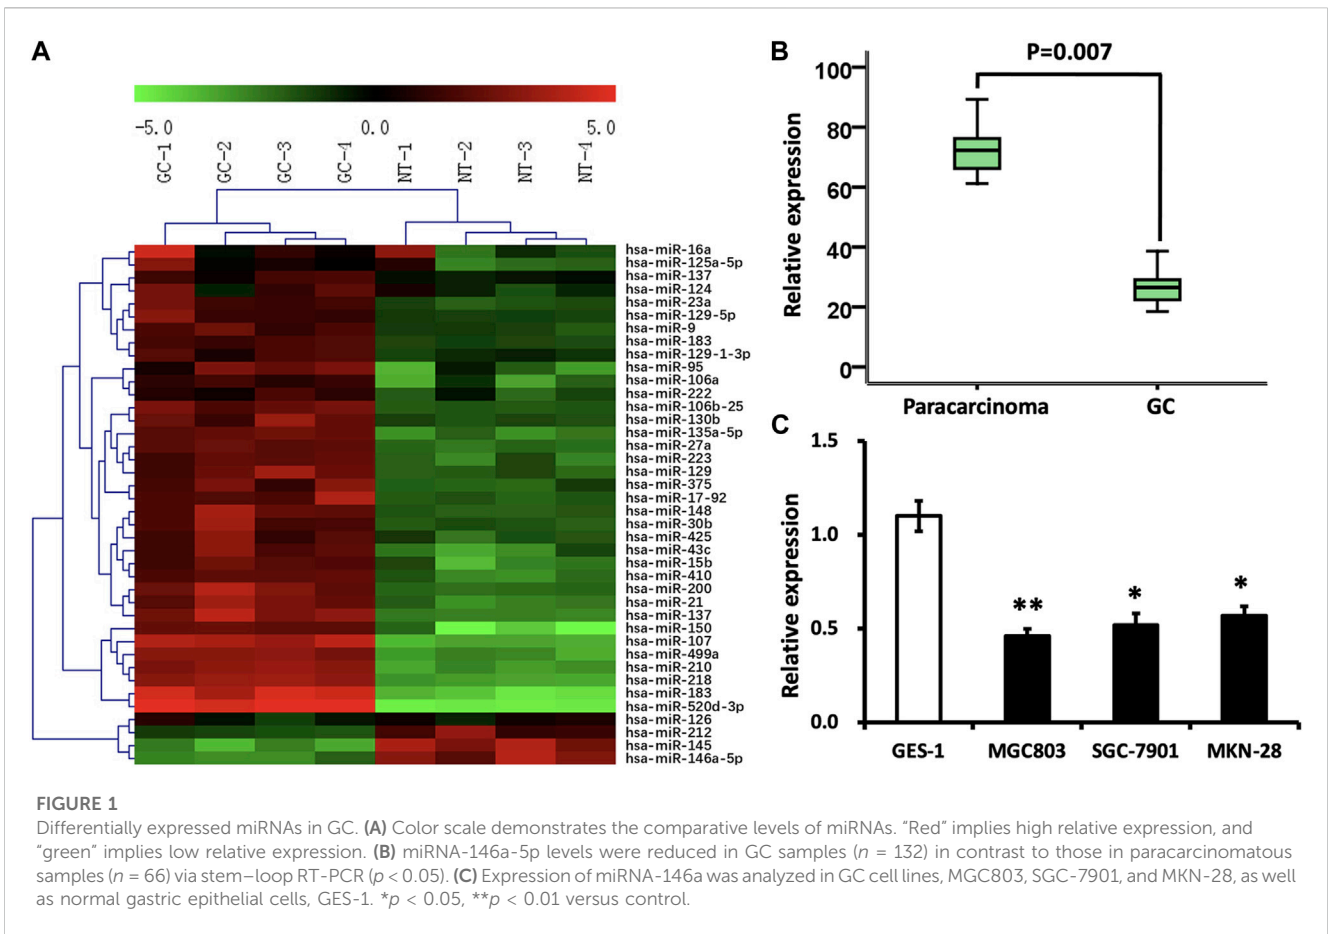 A
-5.0 0.0 5.0
GC-1 GC-2 GC-3 GC-4 NT-1 NT-2 NT-3 NT-4
hsa-miR-16a
hsa-miR-125a-5p
hsa-miR-137
hsa-miR-124
hsa-miR-23a
hsa-miR-129-5p
hsa-miR-9
hsa-miR-183
hsa-miR-129-1-3p
hsa-miR-95
hsa-miR-106a
hsa-miR-222
hsa-miR-106b-25
hsa-miR-130b
hsa-miR-135a-5p
hsa-miR-27a
hsa-miR-223
hsa-miR-129
hsa-miR-375
hsa-miR-17-92
hsa-miR-148
hsa-miR-30b
hsa-miR-425
hsa-miR-43c
hsa-miR-15b
hsa-miR-410
hsa-miR-200
hsa-miR-21
hsa-miR-137
hsa-miR-150
hsa-miR-107
hsa-miR-499a
hsa-miR-210
hsa-miR-218
hsa-miR-183
hsa-miR-520d-3p
hsa-miR-126
hsa-miR-212
hsa-miR-145
hsa-miR-146a-5p
B
P=0.007
Relative expression
100
80
60
40
20
0
Paracarcinoma GC
C
Relative expression
1.5
1.0
0.5
0.0
** * *
GES-1 MGC803 SGC-7901 MKN-28
FIGURE 1
Differentially expressed miRNAs in GC. (A) Color scale demonstrates the comparative levels of miRNAs. “Red” implies high relative expression, and
“green” implies low relative expression. (B) miRNA-146a-5p levels were reduced in GC samples (n = 132) in contrast to those in paracarcinomatous
samples (n = 66) via stem–loop RT-PCR (p < 0.05). (C) Expression of miRNA-146a was analyzed in GC cell lines, MGC803, SGC-7901, and MKN-28, as well
as normal gastric epithelial cells, GES-1. *p < 0.05, **p < 0.01 versus control.